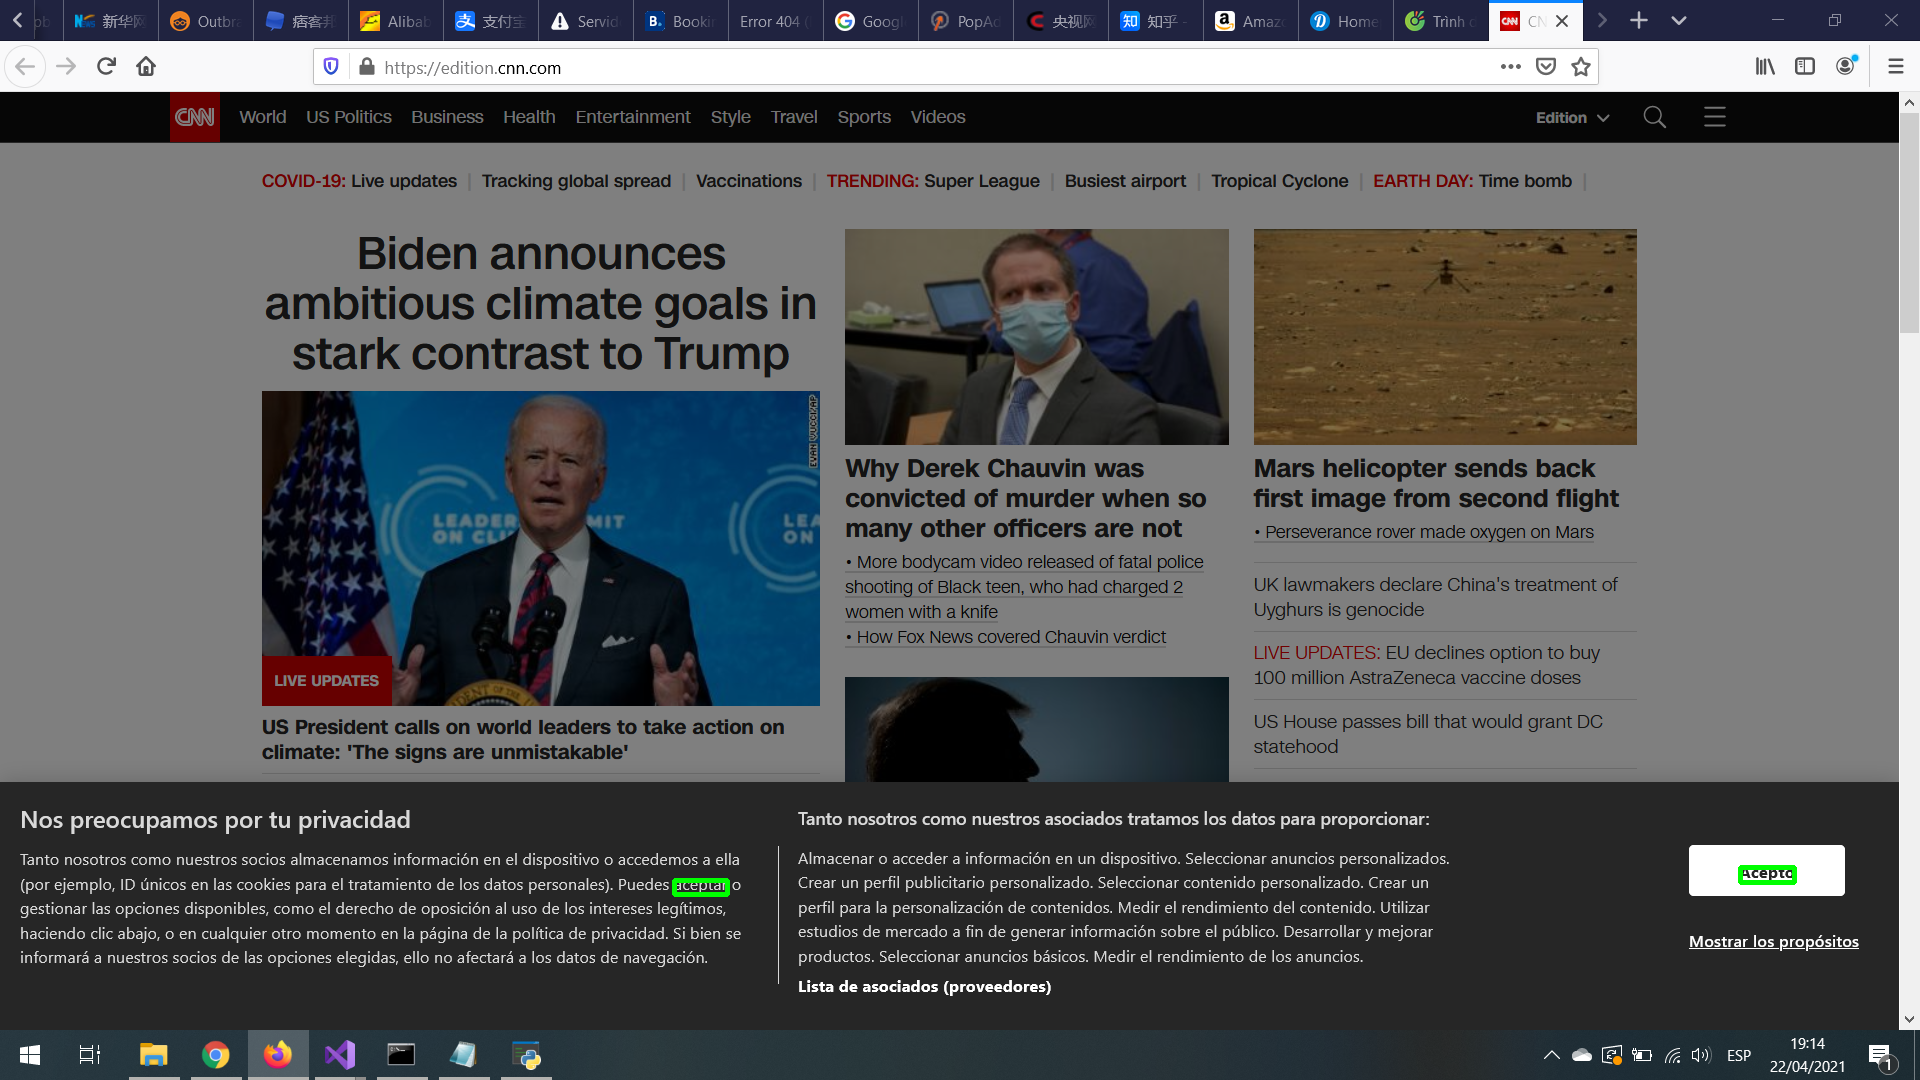 新华网
Outbra
痞客邦
Alibab
支付宝
Servid
Bookin
Error 404 (
Googl
PopAd
央视网
知乎 -
Amazo
Home
Trình d
CN
https://edition.cnn.com
CNN World US Politics Business Health Entertainment Style Travel Sports Videos Edition
COVID-19: Live updates | Tracking global spread | Vaccinations | TRENDING: Super League | Busiest airport | Tropical Cyclone | EARTH DAY: Time bomb |
Biden announces
ambitious climate goals in
stark contrast to Trump
EVAN VUCCI/AP
LIVE UPDATES
US President calls on world leaders to take action on
climate: 'The signs are unmistakable'
Why Derek Chauvin was
convicted of murder when so
many other officers are not
• More bodycam video released of fatal police
shooting of Black teen, who had charged 2
women with a knife
• How Fox News covered Chauvin verdict
Mars helicopter sends back
first image from second flight
• Perseverance rover made oxygen on Mars
UK lawmakers declare China's treatment of
Uyghurs is genocide
LIVE UPDATES: EU declines option to buy
100 million AstraZeneca vaccine doses
US House passes bill that would grant DC
statehood
Nos preocupamos por tu privacidad
Tanto nosotros como nuestros socios almacenamos información en el dispositivo o accedemos a ella
(por ejemplo, ID únicos en las cookies para el tratamiento de los datos personales). Puedes aceptar o
gestionar las opciones disponibles, como el derecho de oposición al uso de los intereses legítimos,
haciendo clic abajo, o en cualquier otro momento en la página de la política de privacidad. Si bien se
informará a nuestros socios de las opciones elegidas, ello no afectará a los datos de navegación.
Tanto nosotros como nuestros asociados tratamos los datos para proporcionar:
Almacenar o acceder a información en un dispositivo. Seleccionar anuncios personalizados.
Crear un perfil publicitario personalizado. Seleccionar contenido personalizado. Crear un
perfil para la personalización de contenidos. Medir el rendimiento del contenido. Utilizar
estudios de mercado a fin de generar información sobre el público. Desarrollar y mejorar
productos. Seleccionar anuncios básicos. Medir el rendimiento de los anuncios.
Lista de asociados (proveedores)
Acepto
Mostrar los propósitos
ESP
19:14
22/04/2021
1